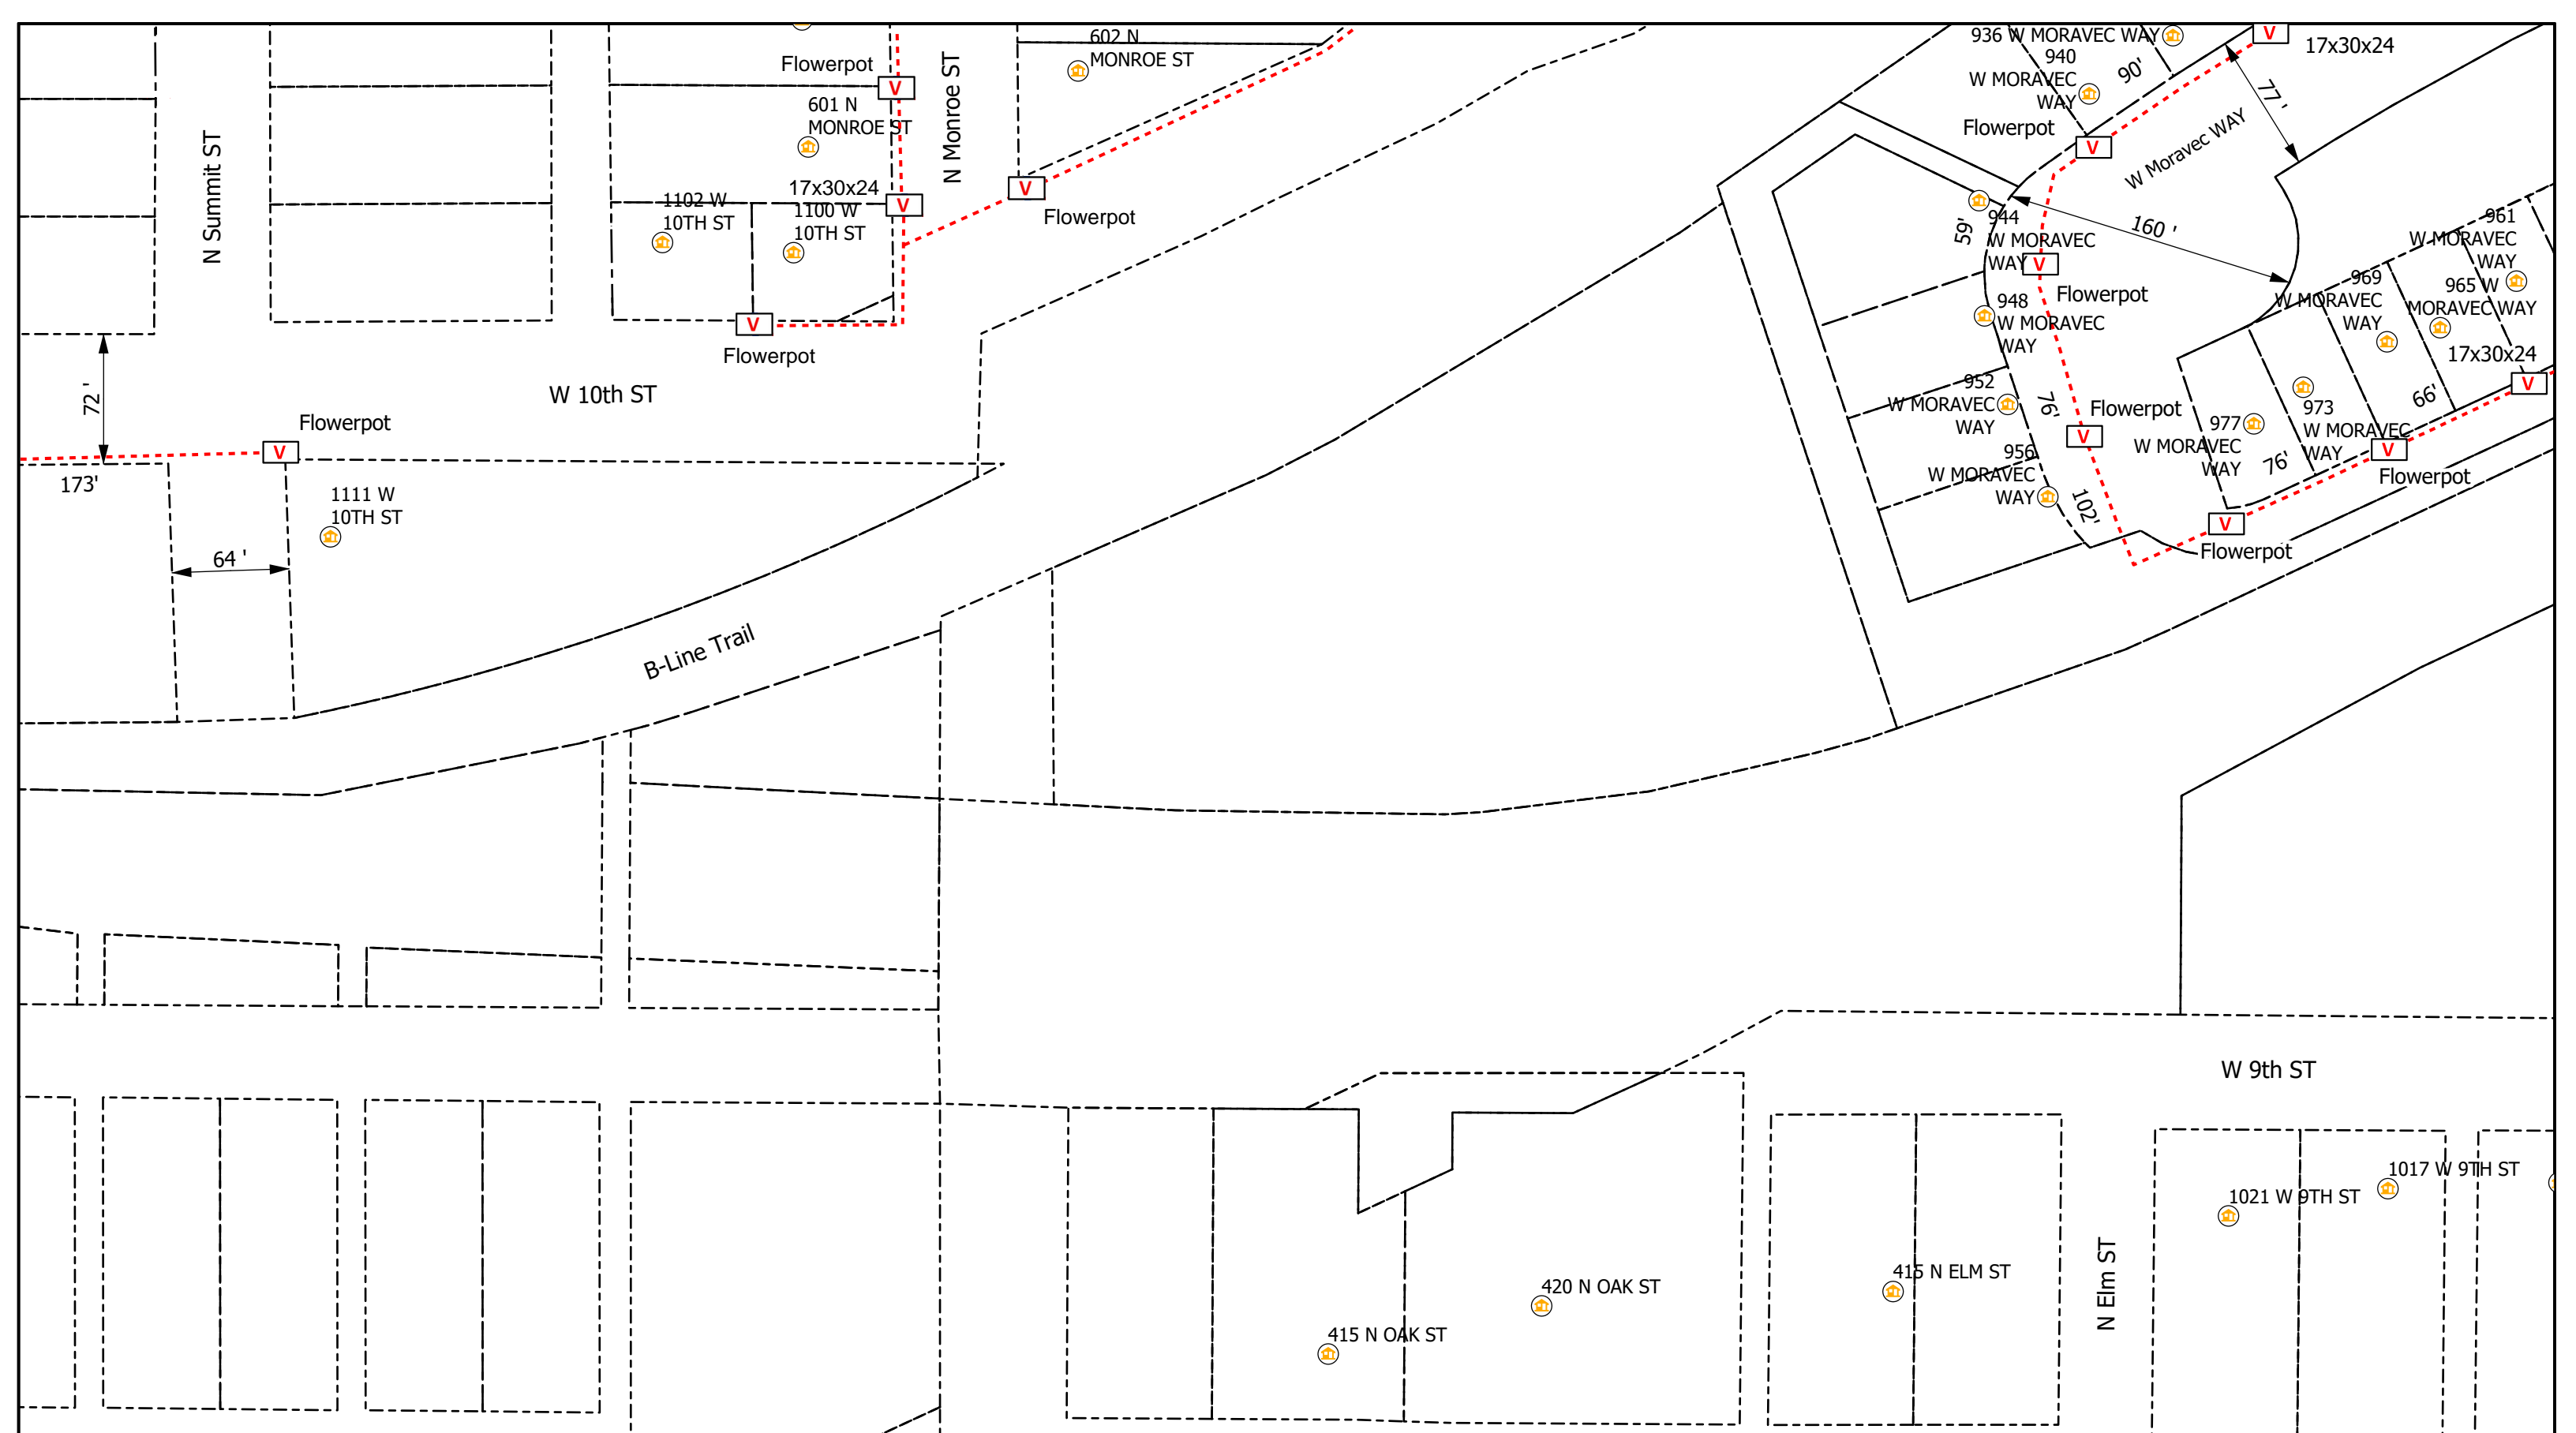 602 N
MONROE ST
Flowerpot
V
N Monroe ST
601 N
MONROE ST
N Summit ST
17x30x24
V
1102 W
10TH ST
1100 W
10TH ST
V
Flowerpot
V
Flowerpot
72 '
W 10th ST
Flowerpot
V
173'
1111 W
10TH ST
64 '
B-Line Trail
936 W MORAVEC WAY
V
17x30x24
940
W MORAVEC
WAY
90'
77 '
Flowerpot
V
W Moravec WAY
59'
944
W MORAVEC
WAY
160 '
V
Flowerpot
948
W MORAVEC
WAY
961
W MORAVEC
WAY
969
W MORAVEC
WAY
965 W
MORAVEC WAY
17x30x24
V
952
W MORAVEC
WAY
76'
Flowerpot
V
66'
977
W MORAVEC
WAY
973
W MORAVEC
WAY
956
W MORAVEC
WAY
76'
V
Flowerpot
102'
V
Flowerpot
W 9th ST
1017 W 9TH ST
1021 W 9TH ST
N Elm ST
415 N ELM ST
420 N OAK ST
415 N OAK ST